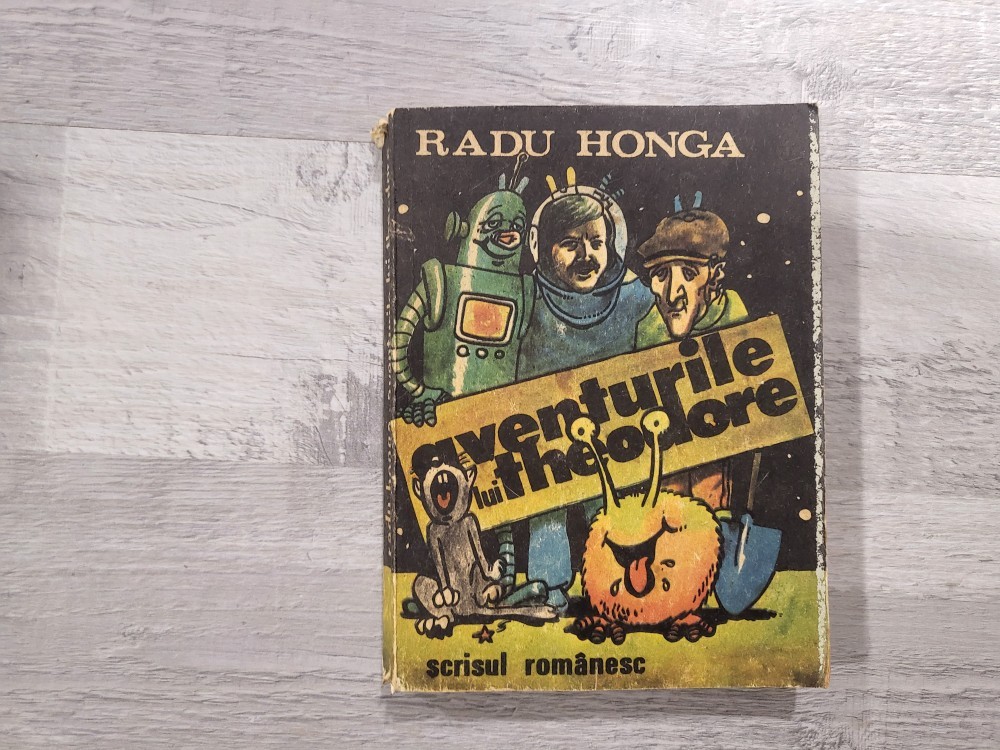 RADU HONGA
aventurile
lui theodore
scrisul românesc